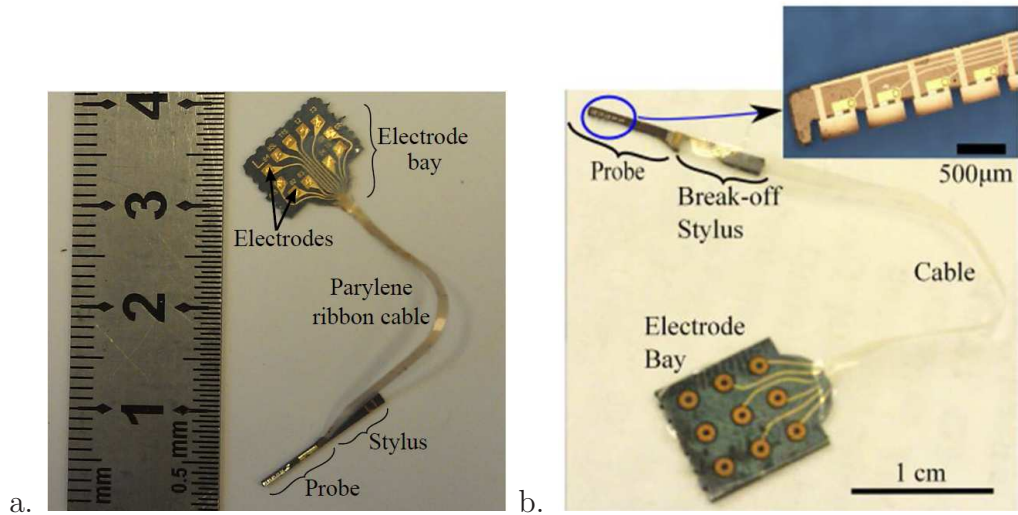 a.
4
3
2
1
mm
0.5 mm
Electrode
bay
Electrodes
Parylene
ribbon cable
Stylus
Probe
b.
500μm
Probe
Break-off
Stylus
Cable
Electrode
Bay
1 cm